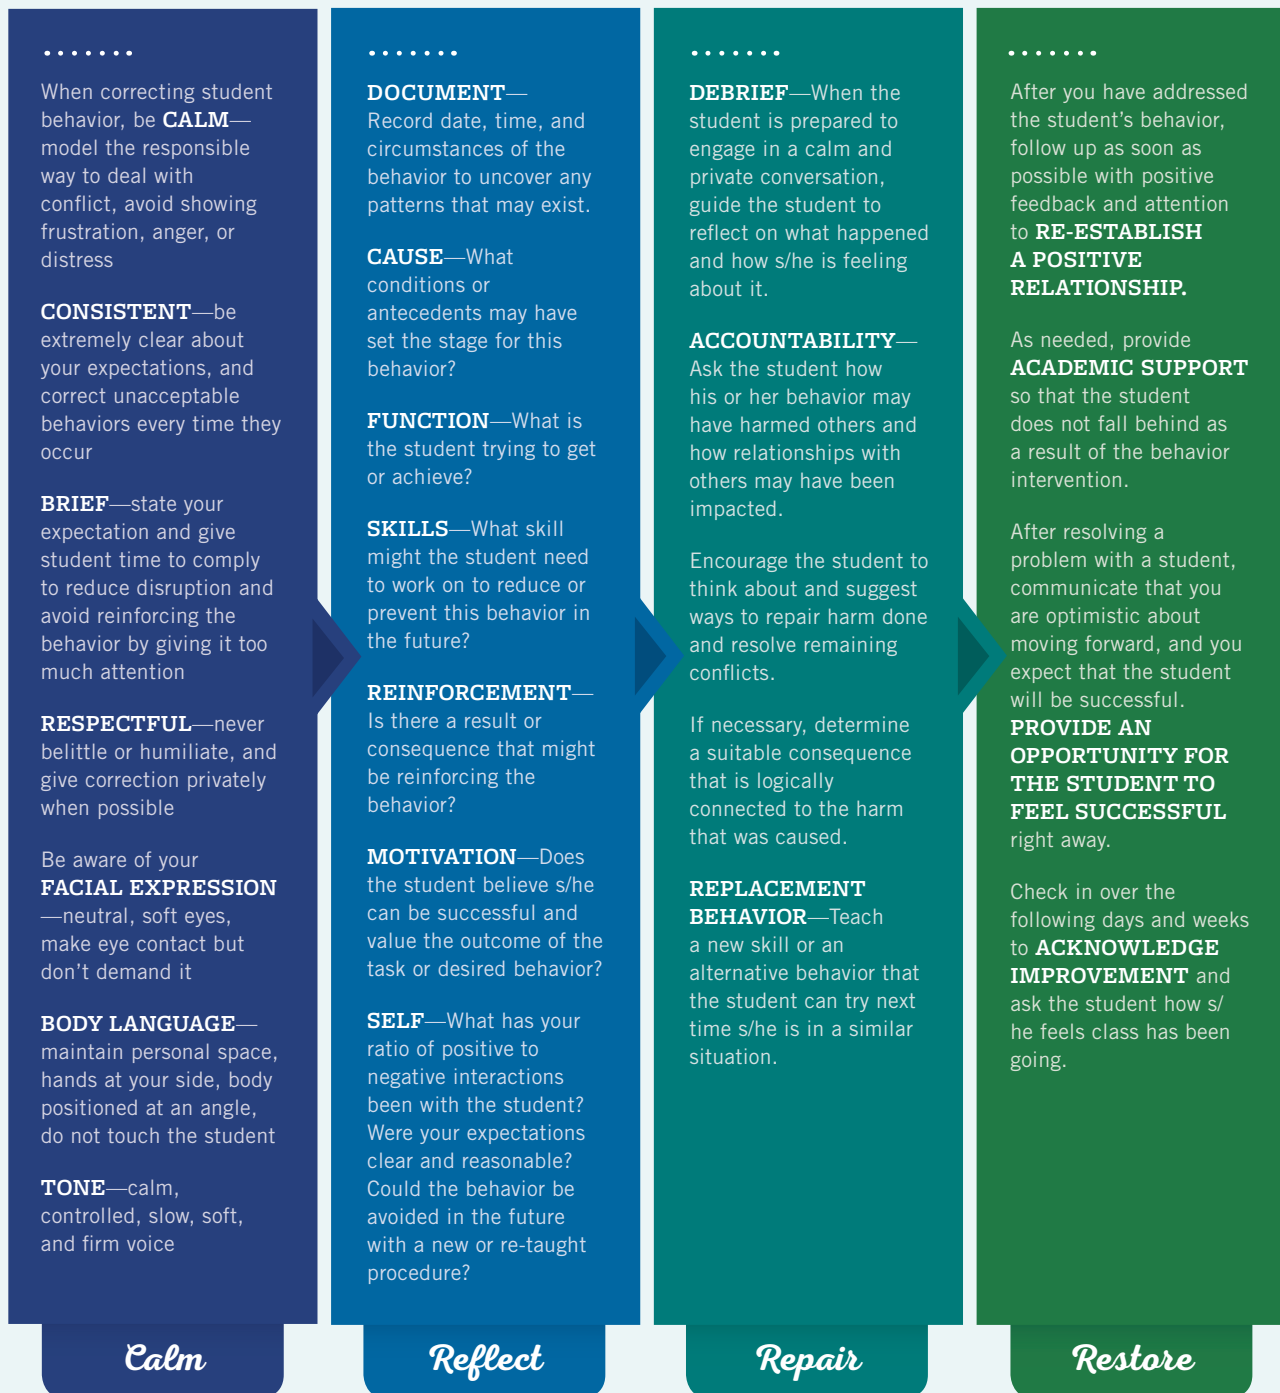 When correcting student
behavior, be CALM—
model the responsible
way to deal with
conflict, avoid showing
frustration, anger, or
distress
CONSISTENT—be
extremely clear about
your expectations, and
correct unacceptable
behaviors every time they
occur
BRIEF—state your
expectation and give
student time to comply
to reduce disruption and
avoid reinforcing the
behavior by giving it too
much attention
RESPECTFUL—never
belittle or humiliate, and
give correction privately
when possible
Be aware of your
FACIAL EXPRESSION
—neutral, soft eyes,
make eye contact but
don’t demand it
BODY LANGUAGE—
maintain personal space,
hands at your side, body
positioned at an angle,
do not touch the student
TONE—calm,
controlled, slow, soft,
and firm voice
Calm
DOCUMENT—
Record date, time, and
circumstances of the
behavior to uncover any
patterns that may exist.
CAUSE—What
conditions or
antecedents may have
set the stage for this
behavior?
FUNCTION—What is
the student trying to get
or achieve?
SKILLS—What skill
might the student need
to work on to reduce or
prevent this behavior in
the future?
REINFORCEMENT—
Is there a result or
consequence that might
be reinforcing the
behavior?
MOTIVATION—Does
the student believe s/he
can be successful and
value the outcome of the
task or desired behavior?
SELF—What has your
ratio of positive to
negative interactions
been with the student?
Were your expectations
clear and reasonable?
Could the behavior be
avoided in the future
with a new or re-taught
procedure?
Reflect
DEBRIEF—When the
student is prepared to
engage in a calm and
private conversation,
guide the student to
reflect on what happened
and how s/he is feeling
about it.
ACCOUNTABILITY—
Ask the student how
his or her behavior may
have harmed others and
how relationships with
others may have been
impacted.
Encourage the student to
think about and suggest
ways to repair harm done
and resolve remaining
conflicts.
If necessary, determine
a suitable consequence
that is logically
connected to the harm
that was caused.
REPLACEMENT
BEHAVIOR—Teach
a new skill or an
alternative behavior that
the student can try next
time s/he is in a similar
situation.
Repair
After you have addressed
the student’s behavior,
follow up as soon as
possible with positive
feedback and attention
to RE-ESTABLISH
A POSITIVE
RELATIONSHIP.
As needed, provide
ACADEMIC SUPPORT
so that the student
does not fall behind as
a result of the behavior
intervention.
After resolving a
problem with a student,
communicate that you
are optimistic about
moving forward, and you
expect that the student
will be successful.
PROVIDE AN
OPPORTUNITY FOR
THE STUDENT TO
FEEL SUCCESSFUL
right away.
Check in over the
following days and weeks
to ACKNOWLEDGE
IMPROVEMENT and
ask the student how s/
he feels class has been
going.
Restore